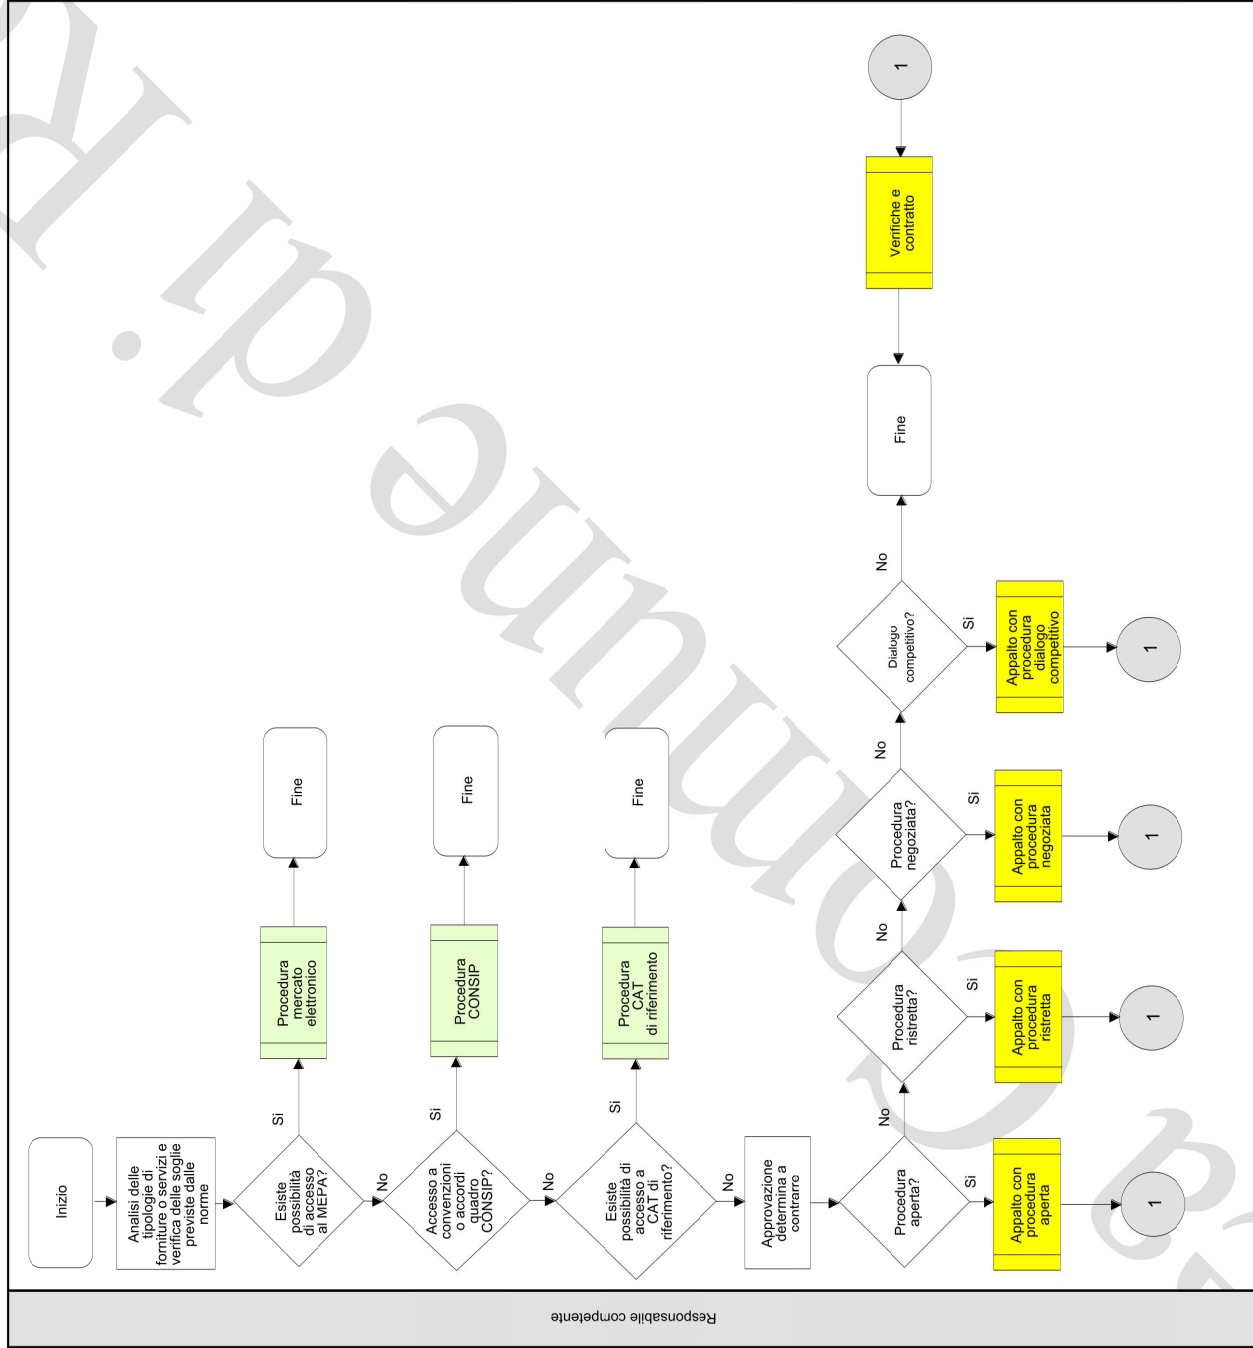 Responsabile competente
Inizio
Analisi delle
tipologie di
forniture o servizi e
verifica delle soglie
previste dalle
norme
Esiste
possibilità
di accesso
al MEPA?
Si
Procedura
mercato
elettronico
Fine
No
Accesso a
convenzioni
o accordi
quadro
CONSIP?
Si
Procedura
CONSIP
Fine
No
Esiste
possibilità di
accesso a
CAT di
riferimento?
Si
Procedura
CAT
di riferimento
Fine
No
Approvazione
determina a
contrarre
Procedura
aperta?
Si
Appalto con
procedura
aperta
1
No
Procedura
ristretta?
Si
Appalto con
procedura
ristretta
1
No
Procedura
negoziata?
Si
Appalto con
procedura
negoziata
1
No
Dialogo
competitivo?
Si
Appalto con
procedura
dialogo
competitivo
1
No
Fine
Verifiche e
contratto
1
Comune di